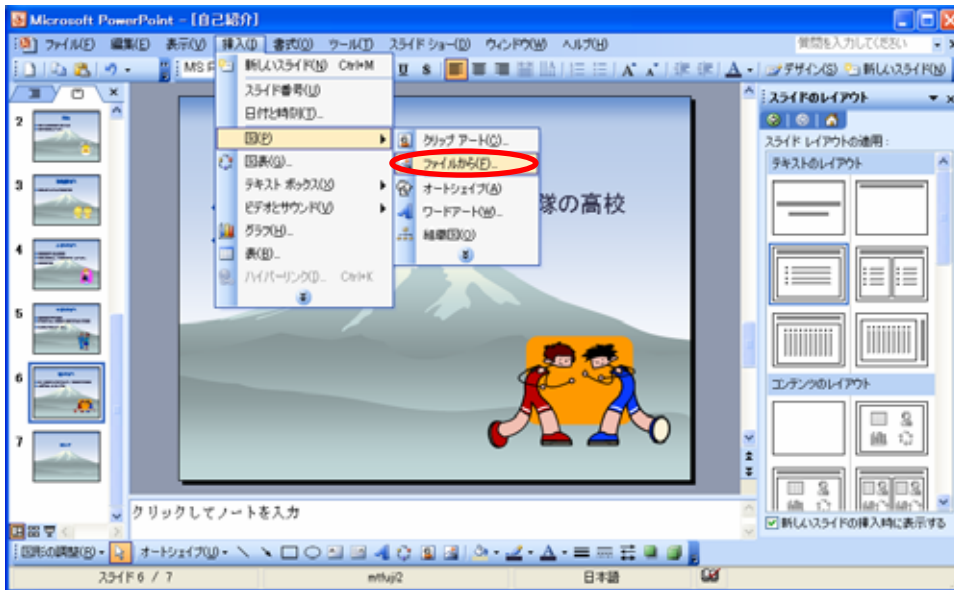 Microsoft PowerPoint - [自己紹介]
ファイル(F) 編集(E) 表示(V) 挿入(I) 書式(O) ツール(T) スライド ショー(D) ウィンドウ(W) ヘルプ(H) 質問を入力してください
MS P U S A A A デザイン(S) 新しいスライド(N)
新しいスライド(N) Ctrl+M
スライド番号(U)
日付と時刻(T)...
図(P)
図表(G)...
テキスト ボックス(X)
ビデオとサウンド(V)
グラフ(H)...
表(B)...
ハイパーリンク(I)... Ctrl+K
クリップ アート(C)...
ファイルから(F)...
オートシェイプ(A)
ワードアート(W)...
組織図(O)
隊の高校
2
3
4
5
6
7
スライドのレイアウト
スライド レイアウトの適用:
テキストのレイアウト
コンテンツのレイアウト
新しいスライドの挿入時に表示する
クリックしてノートを入力
図形の調整(R) オートシェイプ(U) A
スライド 6 / 7 mtfuji2 日本語